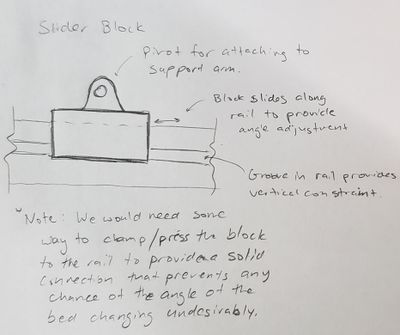 Slider Block
Pivot for attaching to
support arm.
Block slides along
rail to provide
angle adjustment
Groove in rail provides
vertical constraint.
Note: We would need some
way to clamp/press the block
to the rail to provide a solid
connection that prevents any
chance of the angle of the
bed changing undesirably.